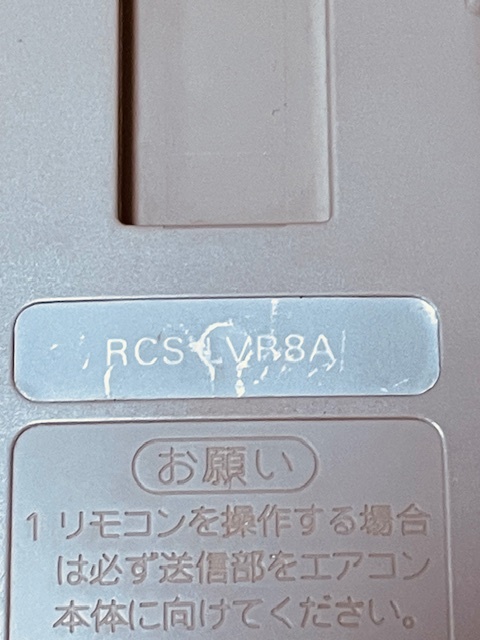 RCS-LVR8A
お願い
1 リモコンを操作する場合
は必ず送信部をエアコン
本体に向けてください。